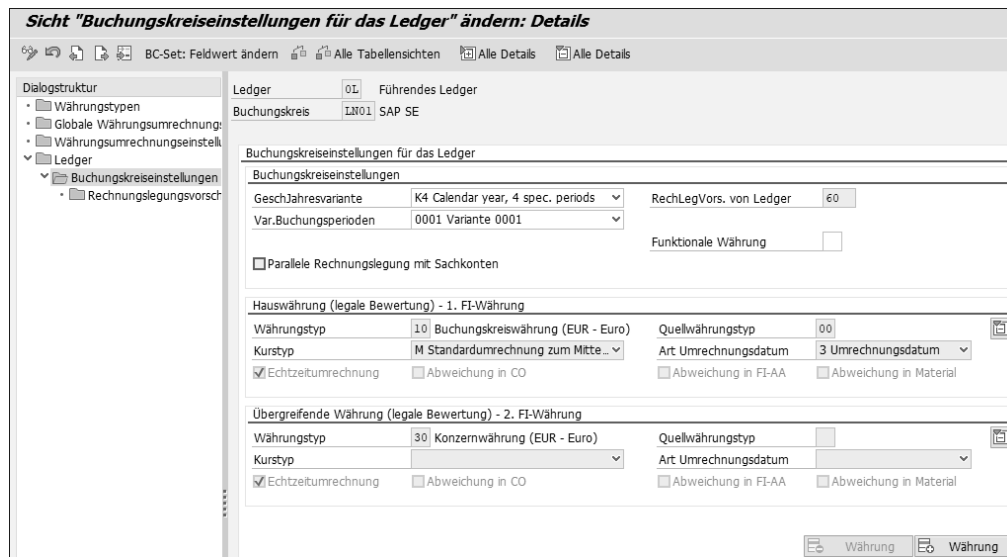 Sicht "Buchungskreiseinstellungen für das Ledger" ändern: Details
BC-Set: Feldwert ändern Alle Tabellensichten Alle Details Alle Details
Dialogstruktur
Währungstypen
Globale Währungsumrechnungs
Währungsumrechnungseinstellu
Ledger
Buchungskreiseinstellungen
Rechnungslegungsvorsch
Ledger 0L Führendes Ledger
Buchungskreis LN01 SAP SE
Buchungskreiseinstellungen für das Ledger
Buchungskreiseinstellungen
GeschJahresvariante K4 Calendar year, 4 spec. periods RechLegVors. von Ledger 60
Var.Buchungsperioden 0001 Variante 0001
Funktionale Währung
Parallele Rechnungslegung mit Sachkonten
Hauswährung (legale Bewertung) - 1. FI-Währung
Währungstyp 10 Buchungskreiswährung (EUR - Euro) Quellwährungstyp 00
Kurstyp M Standardumrechnung zum Mitte... Art Umrechnungsdatum 3 Umrechnungsdatum
Echtzeitumrechnung Abweichung in CO Abweichung in FI-AA Abweichung in Material
Übergreifende Währung (legale Bewertung) - 2. FI-Währung
Währungstyp 30 Konzernwährung (EUR - Euro) Quellwährungstyp
Kurstyp Art Umrechnungsdatum
Echtzeitumrechnung Abweichung in CO Abweichung in FI-AA Abweichung in Material
Währung Währung